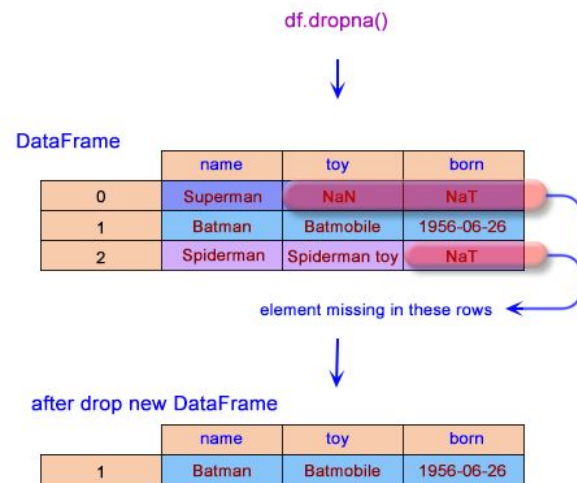 df.dropna()
DataFrame
name toy born
0 Superman NaN NaT
1 Batman Batmobile 1956-06-26
2 Spiderman Spiderman toy NaT
element missing in these rows
after drop new DataFrame
name toy born
1 Batman Batmobile 1956-06-26